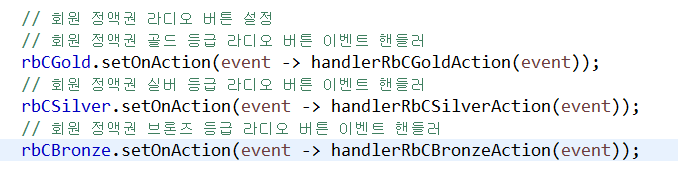 // 회원 정액권 라디오 버튼 설정
// 회원 정액권 골드 등급 라디오 버튼 이벤트 핸들러
rbCGold.setOnAction(event -> handlerRbCGoldAction(event));
// 회원 정액권 실버 등급 라디오 버튼 이벤트 핸들러
rbCSilver.setOnAction(event -> handlerRbCSilverAction(event));
// 회원 정액권 브론즈 등급 라디오 버튼 이벤트 핸들러
rbCBronze.setOnAction(event -> handlerRbCBronzeAction(event));